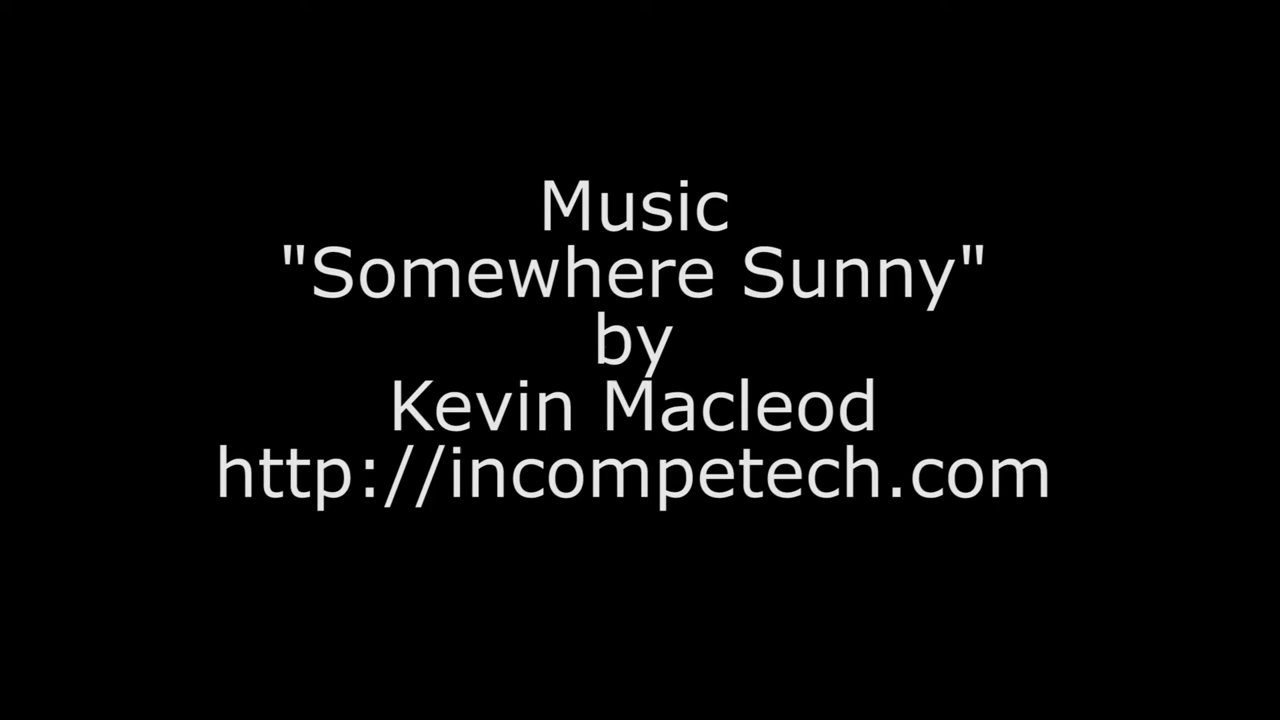 Music
"Somewhere Sunny"
by
Kevin Macleod
http://incompetech.com